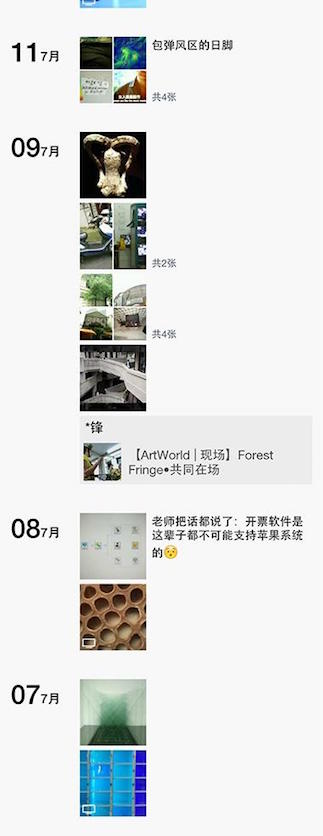 11 7月
包弹风区的日脚
共4张
09 7月
共2张
共4张
*锋
【ArtWorld | 现场】Forest
Fringe•共同在场
08 7月
老师把话都说了：开票软件是
这辈子都不可能支持苹果系统
的😚
07 7月